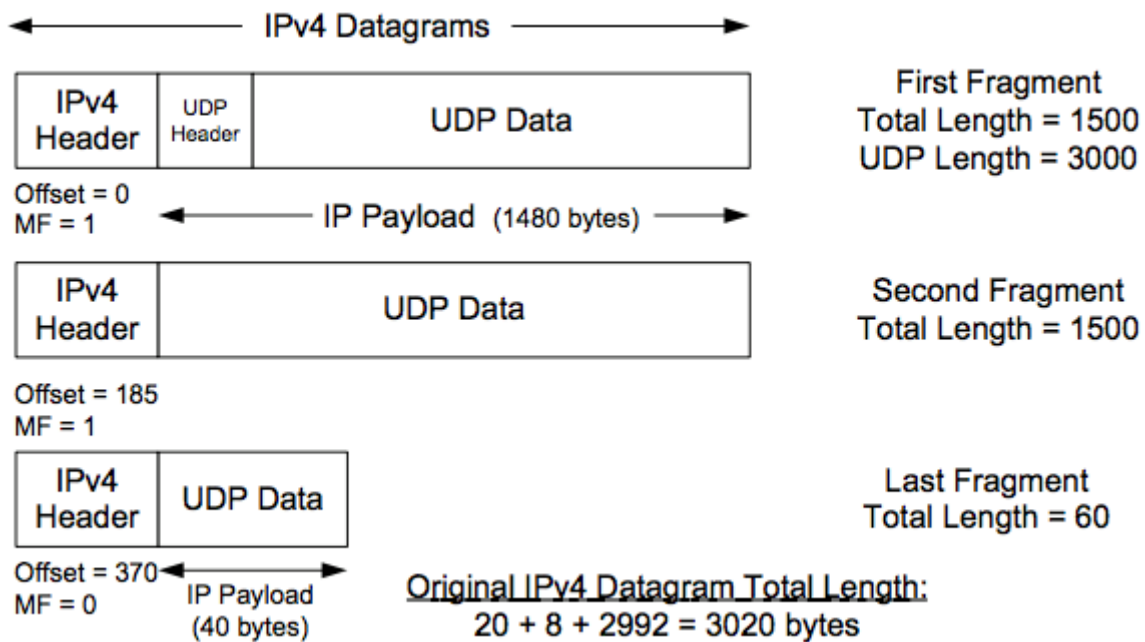 IPv4 Datagrams
IPv4
Header
UDP
Header
UDP Data
First Fragment
Total Length = 1500
UDP Length = 3000
Offset = 0
MF = 1
IP Payload (1480 bytes)
IPv4
Header
UDP Data
Second Fragment
Total Length = 1500
Offset = 185
MF = 1
IPv4
Header
UDP Data
Last Fragment
Total Length = 60
Offset = 370
MF = 0
IP Payload
(40 bytes)
Original IPv4 Datagram Total Length:
20 + 8 + 2992 = 3020 bytes